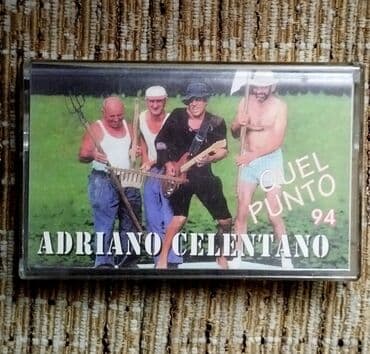 QUEL
PUNTO
94
ADRIANO CELENTANO